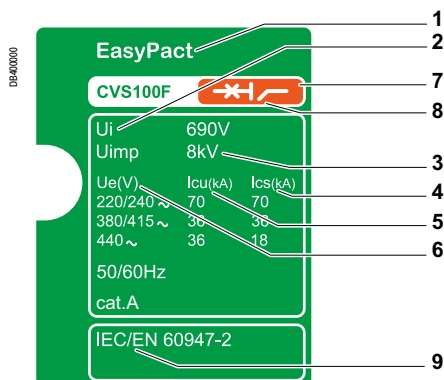 DB400000
EasyPact
1
2
CVS100F
7
8
Ui 690V
Uimp 8kV
3
Ue(V) Icu(kA) Ics(kA)
4
220/240 ~ 70 70
5
380/415 ~ 36 36
6
440 ~ 36 18
50/60Hz
cat.A
IEC/EN 60947-2
9